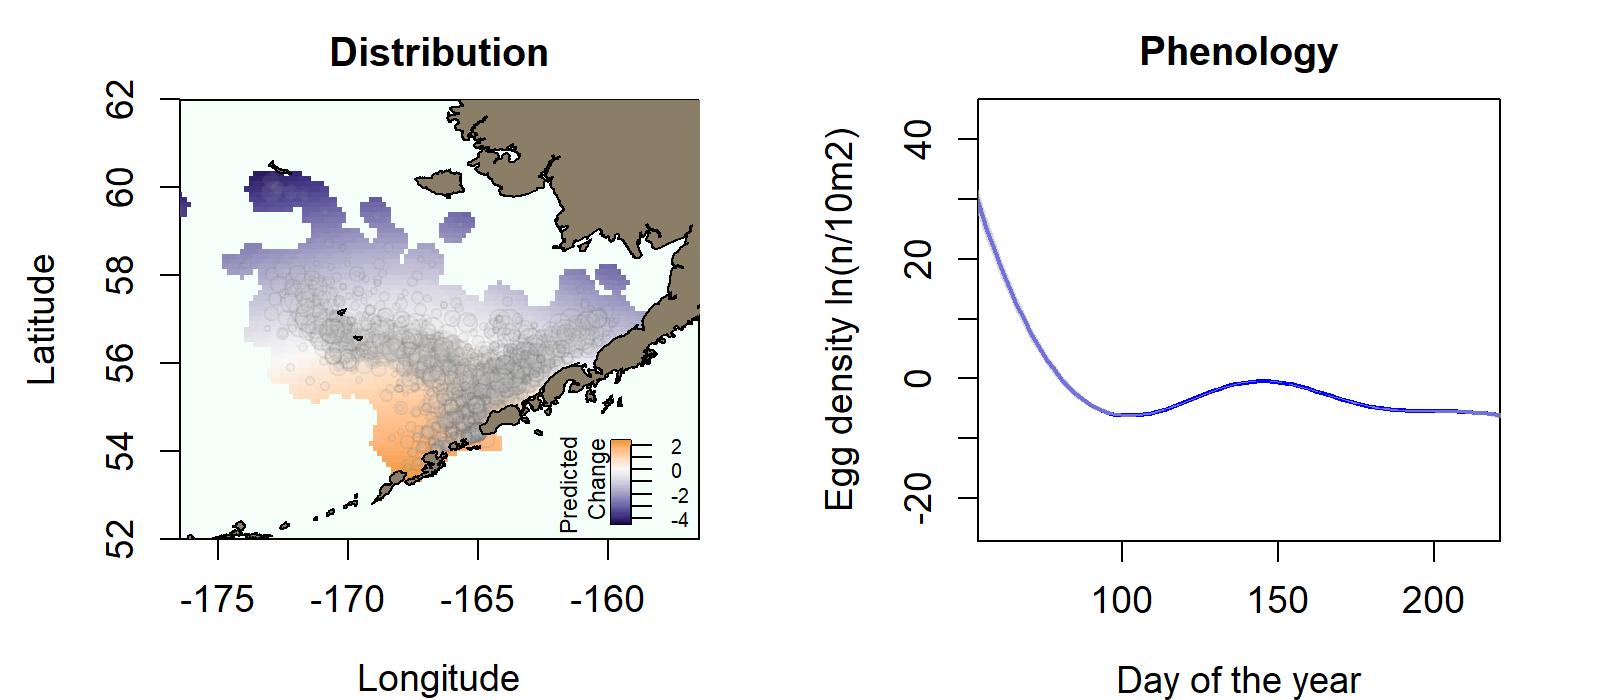 Distribution
Latitude
62
60
58
56
54
52
-175 -170 -165 -160
Longitude
Predicted
Change
2
0
-2
-4
Phenology
Egg density ln(n/10m2)
40
20
0
-20
100 150 200
Day of the year